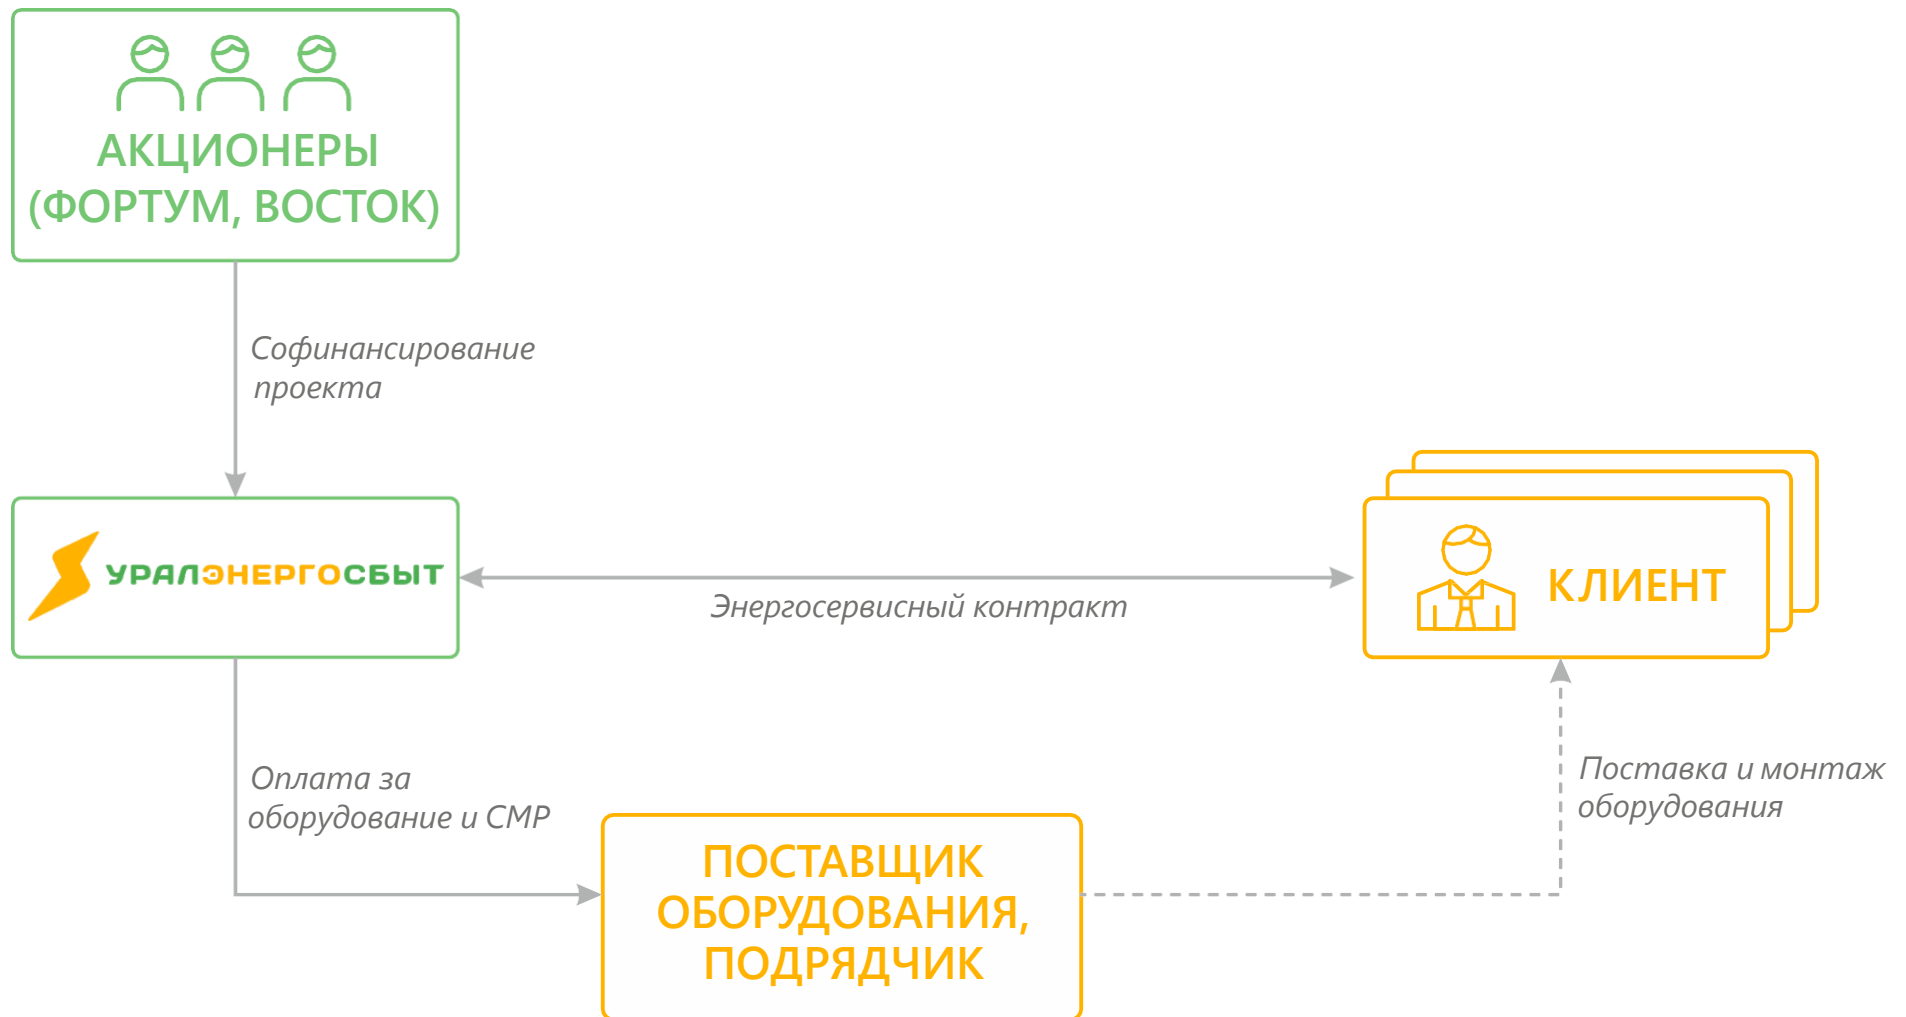 АКЦИОНЕРЫ
(ФОРТУМ, ВОСТОК)
Софинансирование
проекта
УРАЛЭНЕРГОСБЫТ
Энергосервисный контракт
КЛИЕНТ
Оплата за
оборудование и СМР
Поставка и монтаж
оборудования
ПОСТАВЩИК
ОБОРУДОВАНИЯ,
ПОДРЯДЧИК